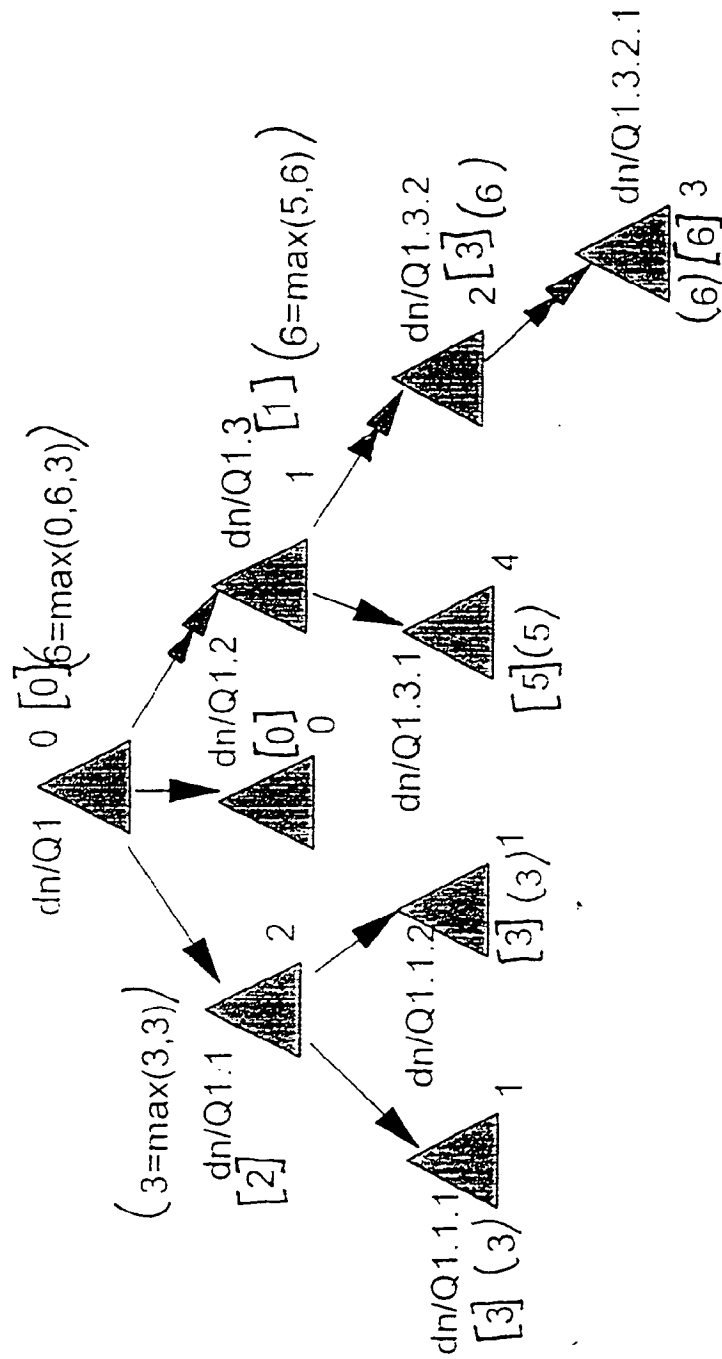 dn/Q1
0 [0] (6=max(0,6,3))
(3=max(3,3))
dn/Q1.1
[2]
2
dn/Q1.2
[0]
0
dn/Q1.3
[1] (6=max(5,6))
1
dn/Q1.1.1
[3] (3)
1
dn/Q1.1.2
[3] (3) 1
dn/Q1.3.1
[5] (5)
4
dn/Q1.3.2
2 [3] (6)
dn/Q1.3.2.1
(6) [6] 3